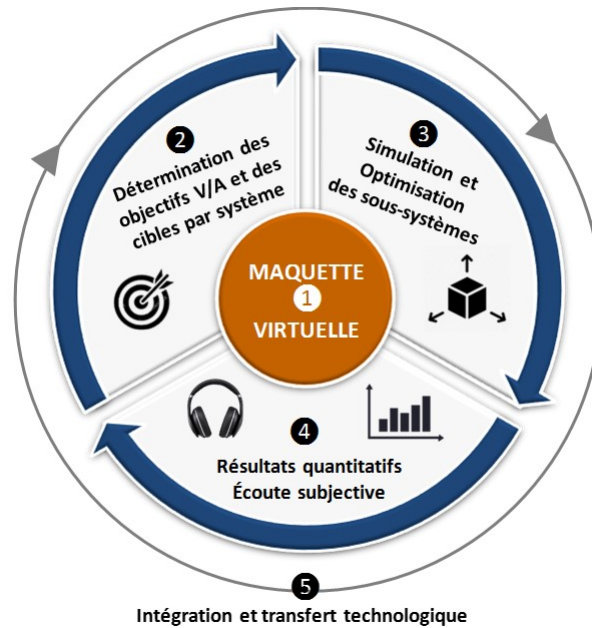 MAQUETTE
1
VIRTUELLE
2
Détermination des
objectifs V/A et des
cibles par système
3
Simulation et
Optimisation
des sous-systèmes
4
Résultats quantitatifs
Écoute subjective
5
Intégration et transfert technologique